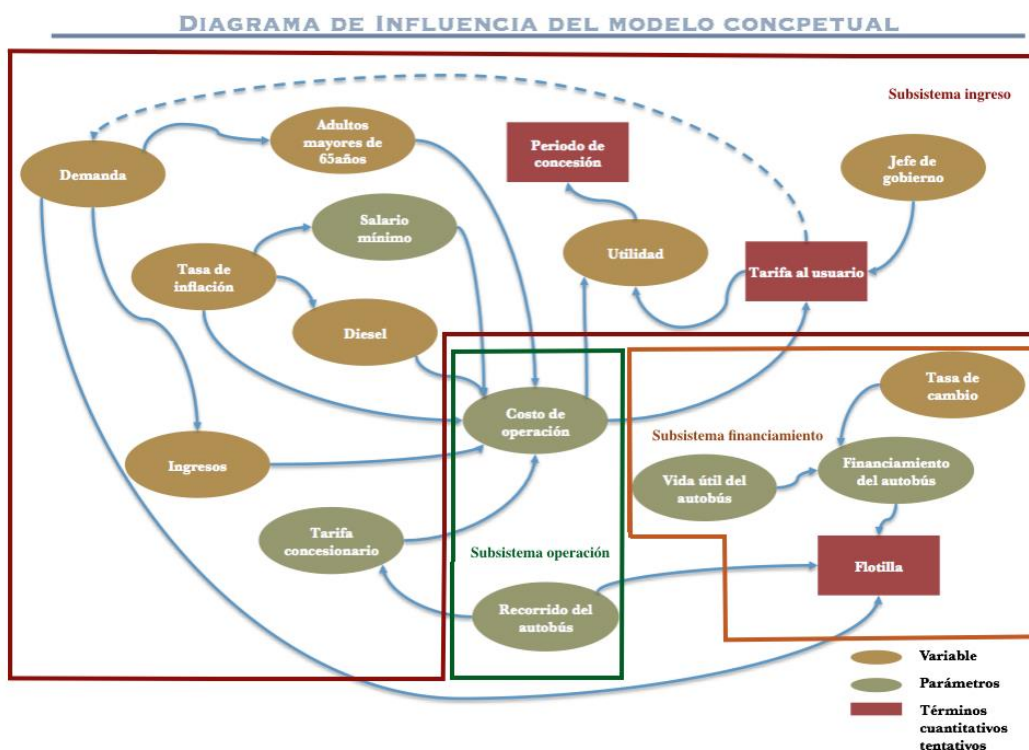 DIAGRAMA DE INFLUENCIA DEL MODELO CONCPETUAL
Subsistema ingreso
Demanda
Adultos
mayores de
65años
Periodo de
concesión
Jefe de
gobierno
Salario
mínimo
Utilidad
Tasa de
inflación
Tarifa al usuario
Diesel
Tasa de
cambio
Costo de
operación
Subsistema financiamiento
Ingresos
Vida útil del
autobús
Financiamiento
del autobús
Tarifa
concesionario
Subsistema operación
Flotilla
Recorrido del
autobús
Variable
Parámetros
Términos
cuantitativos
tentativos